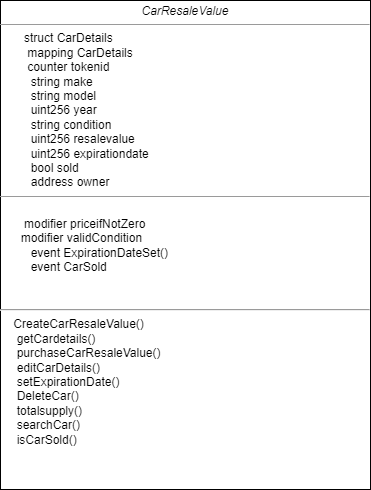 CarResaleValue
struct CarDetails
mapping CarDetails
counter tokenid
string make
string model
uint256 year
string condition
uint256 resalevalue
uint256 expirationdate
bool sold
address owner
modifier priceifNotZero
modifier validCondition
event ExpirationDateSet()
event CarSold
CreateCarResaleValue()
getCardetails()
purchaseCarResaleValue()
editCarDetails()
setExpirationDate()
DeleteCar()
totalsupply()
searchCar()
isCarSold()